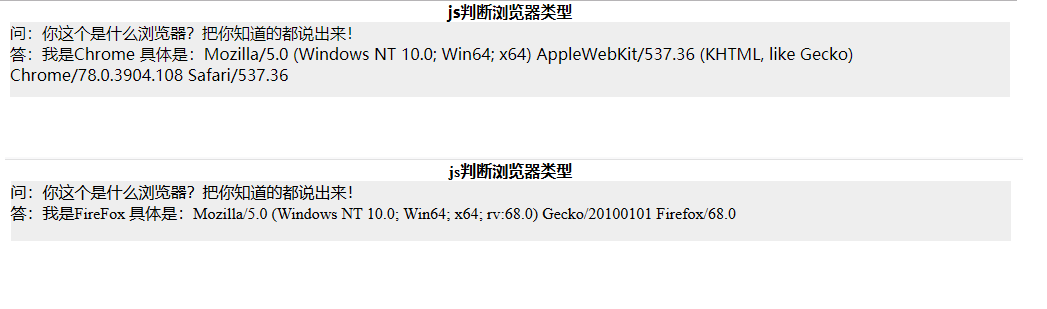 js判断浏览器类型
问：你这个是什么浏览器？把你知道的都说出来！
答：我是Chrome 具体是：Mozilla/5.0 (Windows NT 10.0; Win64; x64) AppleWebKit/537.36 (KHTML, like Gecko)
Chrome/78.0.3904.108 Safari/537.36
js判断浏览器类型
问：你这个是什么浏览器？把你知道的都说出来！
答：我是FireFox 具体是：Mozilla/5.0 (Windows NT 10.0; Win64; x64; rv:68.0) Gecko/20100101 Firefox/68.0